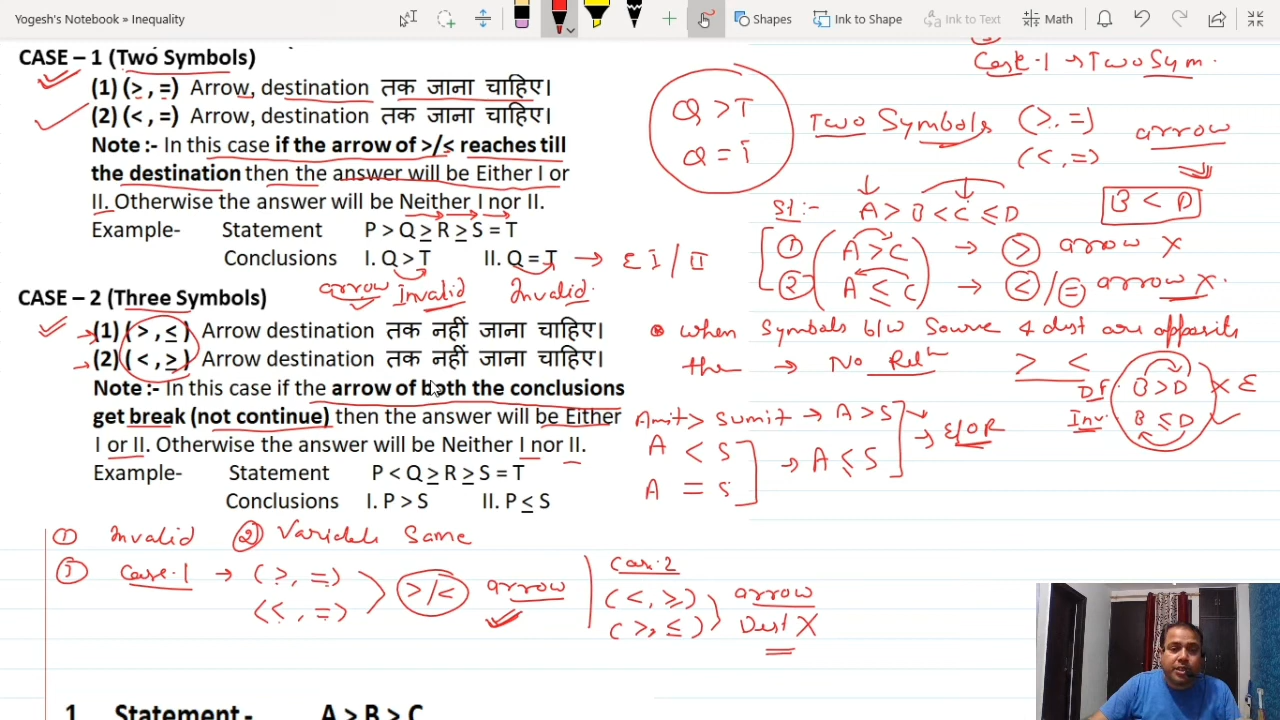 Yogesh's Notebook » Inequality
Shapes Ink to Shape Ink to Text Math
CASE – 1 (Two Symbols)
(1) (> , =) Arrow, destination तक जाना चाहिए।
(2) (< , =) Arrow, destination तक जाना चाहिए।
Note :- In this case if the arrow of >/< reaches till
the destination then the answer will be Either I or
II. Otherwise the answer will be Neither I nor II.
Example- Statement P > Q ≥ R ≥ S = T
Conclusions I. Q > T II. Q = T → E I / II
arrow Invalid Invalid.
CASE – 2 (Three Symbols)
(1) ( > , ≤ ) Arrow destination तक नहीं जाना चाहिए।
(2) ( < , ≥ ) Arrow destination तक नहीं जाना चाहिए।
Note :- In this case if the arrow of both the conclusions
get break (not continue) then the answer will be Either
I or II. Otherwise the answer will be Neither I nor II.
Example- Statement P < Q ≥ R ≥ S = T
Conclusions I. P > S II. P ≤ S
① Invalid ② Variable Same
③ Case.1 → (>, =)
(<, =)
>/< arrow
Case.2
(<, ≥)
(>, ≤)
arrow
Dest X
Case.1 → Two Sym.
Q > T
Q = T
Two Symbols (>, =)
(<, =)
arrow
St :- A > B < C ≤ D
B < D
① A > C → > arrow X
② A ≤ C → </= arrow X.
• when Symbols b/w Source & dist are opposits
then → No Relⁿ > <
Df B > D X E
Inv. B ≤ D
Amit > Sumit → A > S
A < S
A = S
→ A ≤ S
→ E/OR
1. Statement - A > B > C